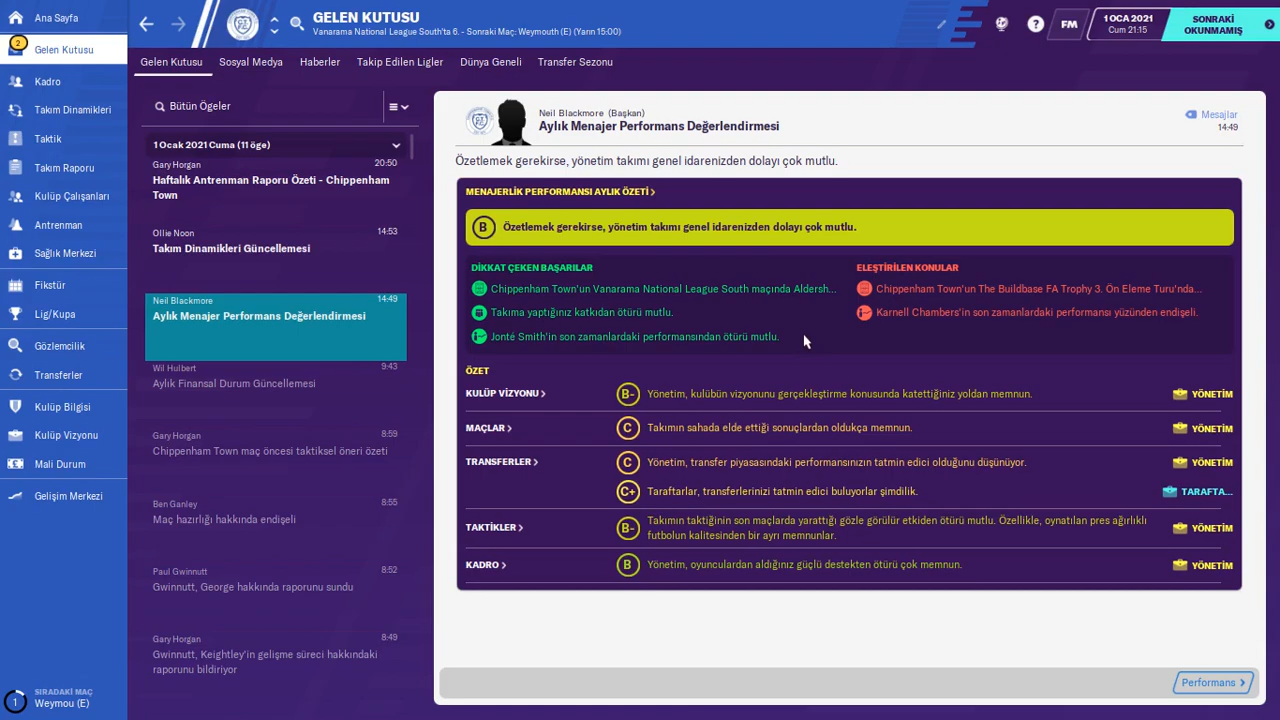 Ana Sayfa
2
Gelen Kutusu
Kadro
Takım Dinamikleri
Taktik
Takım Raporu
Kulüp Çalışanları
Antrenman
Sağlık Merkezi
Fikstür
Lig/Kupa
Gözlemcilik
Transferler
Kulüp Bilgisi
Kulüp Vizyonu
Mali Durum
Gelişim Merkezi
1
SIRADAKİ MAÇ
Weymou (E)
GELEN KUTUSU
Vanarama National League South'ta 6. - Sonraki Maç: Weymouth (E) (Yarın 15:00)
?
FM
1 OCA 2021
Cum 21:15
SONRAKİ
OKUNMAMIŞ
Gelen Kutusu
Sosyal Medya
Haberler
Takip Edilen Ligler
Dünya Geneli
Transfer Sezonu
Bütün Ögeler
1 Ocak 2021 Cuma (11 öge)
Gary Horgan 20:50
Haftalık Antrenman Raporu Özeti - Chippenham
Town
Ollie Noon 14:53
Takım Dinamikleri Güncellemesi
Neil Blackmore 14:49
Aylık Menajer Performans Değerlendirmesi
Wil Hulbert 9:43
Aylık Finansal Durum Güncellemesi
Gary Horgan 8:59
Chippenham Town maç öncesi taktiksel öneri özeti
Ben Ganley 8:55
Maç hazırlığı hakkında endişeli
Paul Gwinnutt 8:52
Gwinnutt, George hakkında raporunu sundu
Gary Horgan 8:49
Gwinnutt, Keightley'in gelişme süreci hakkındaki
raporunu bildiriyor
Neil Blackmore (Başkan)
Aylık Menajer Performans Değerlendirmesi
Mesajlar
14:49
Özetlemek gerekirse, yönetim takımı genel idarenizden dolayı çok mutlu.
MENAJERLİK PERFORMANSI AYLIK ÖZETİ
B Özetlemek gerekirse, yönetim takımı genel idarenizden dolayı çok mutlu.
DİKKAT ÇEKEN BAŞARILAR
Chippenham Town'un Vanarama National League South maçında Aldersh...
Takıma yaptığınız katkıdan ötürü mutlu.
Jonté Smith'in son zamanlardaki performansından ötürü mutlu.
ELEŞTİRİLEN KONULAR
Chippenham Town'un The Buildbase FA Trophy 3. Ön Eleme Turu'nda...
Karnell Chambers'in son zamanlardaki performansı yüzünden endişeli.
ÖZET
KULÜP VİZYONU B- Yönetim, kulübün vizyonunu gerçekleştirme konusunda katettiğiniz yoldan memnun. YÖNETİM
MAÇLAR C Takımın sahada elde ettiği sonuçlardan oldukça memnun. YÖNETİM
TRANSFERLER C Yönetim, transfer piyasasındaki performansınızın tatmin edici olduğunu düşünüyor. YÖNETİM
C+ Taraftarlar, transferlerinizi tatmin edici buluyorlar şimdilik. TARAFTA...
TAKTİKLER B- Takımın taktiğinin son maçlarda yarattığı gözle görülür etkiden ötürü mutlu. Özellikle, oynatılan pres ağırlıklı
futbolun kalitesinden bir ayrı memnunlar. YÖNETİM
KADRO B Yönetim, oyunculardan aldığınız güçlü destekten ötürü çok memnun. YÖNETİM
Performans